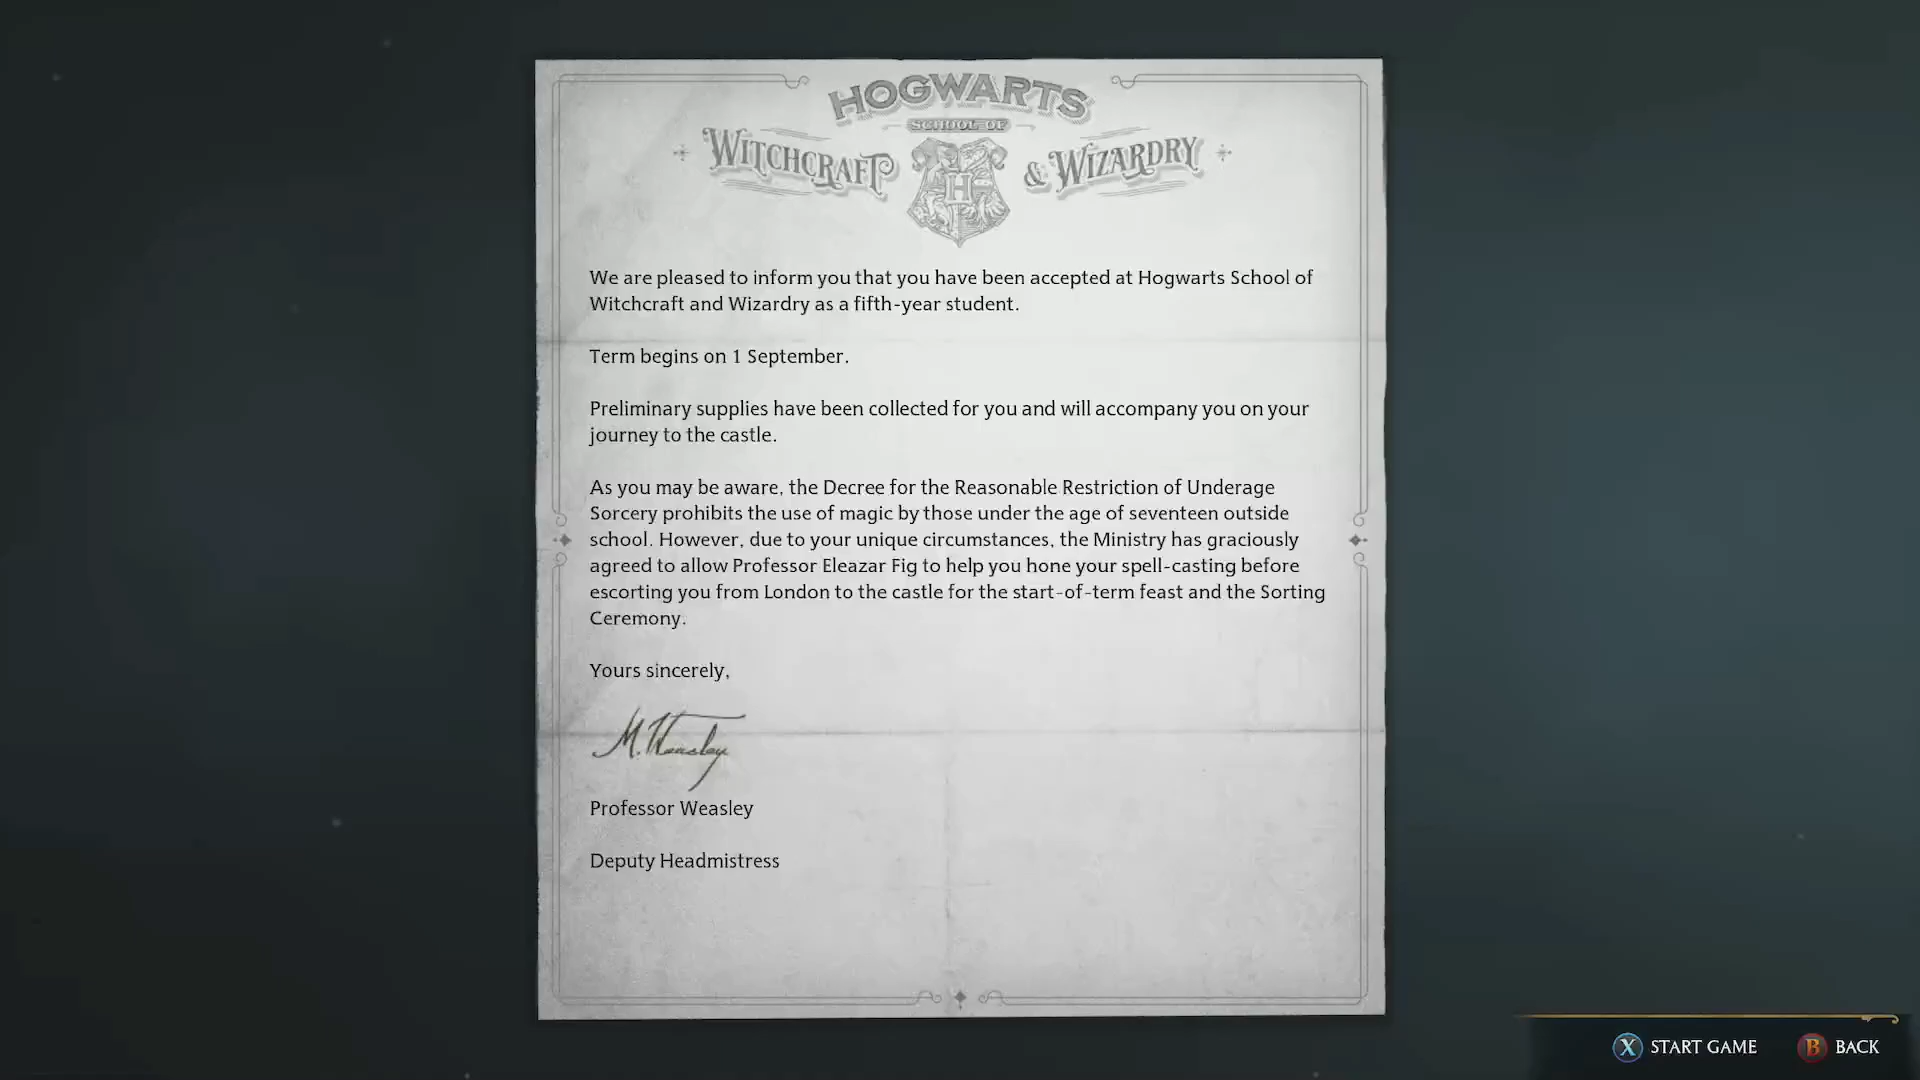 HOGWARTS
SCHOOL OF
WITCHCRAFT & WIZARDRY
H
We are pleased to inform you that you have been accepted at Hogwarts School of
Witchcraft and Wizardry as a fifth-year student.
Term begins on 1 September.
Preliminary supplies have been collected for you and will accompany you on your
journey to the castle.
As you may be aware, the Decree for the Reasonable Restriction of Underage
Sorcery prohibits the use of magic by those under the age of seventeen outside
school. However, due to your unique circumstances, the Ministry has graciously
agreed to allow Professor Eleazar Fig to help you hone your spell-casting before
escorting you from London to the castle for the start-of-term feast and the Sorting
Ceremony.
Yours sincerely,
M. Weasley
Professor Weasley
Deputy Headmistress
X START GAME B BACK